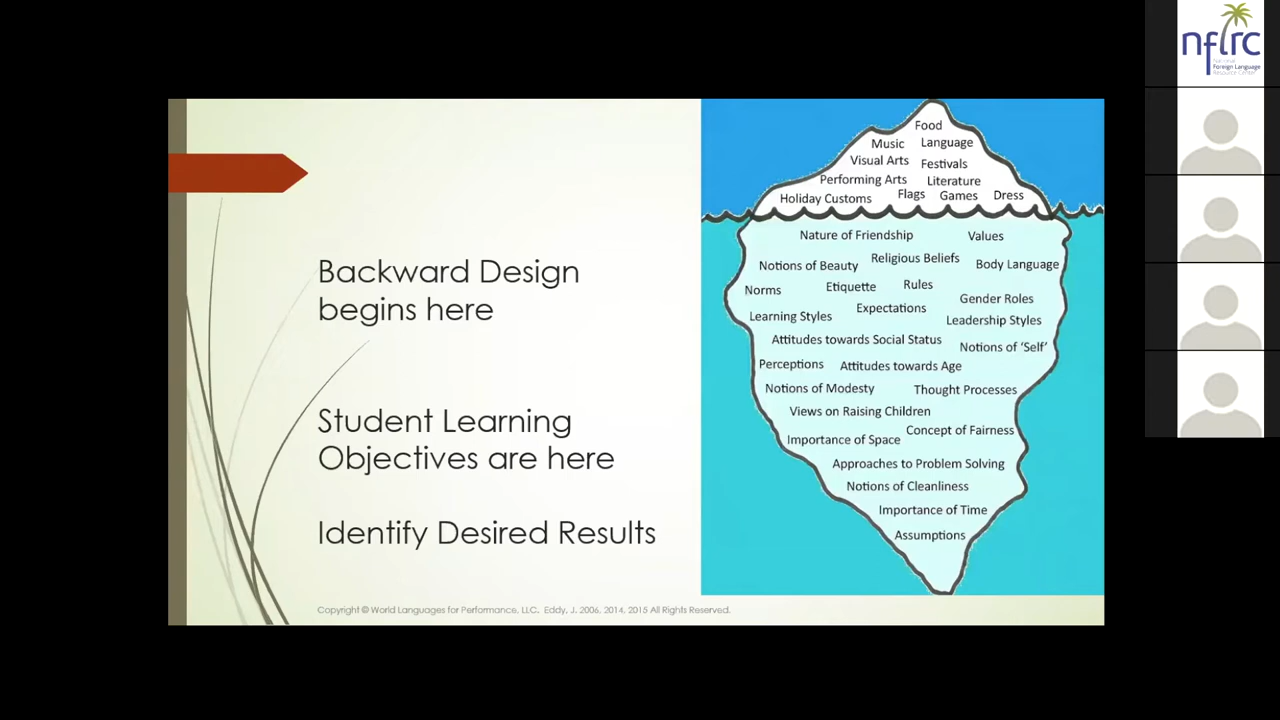 Backward Design
begins here
Student Learning
Objectives are here
Identify Desired Results
Copyright © World Languages for Performance, LLC. Eddy, J. 2006, 2014, 2015 All Rights Reserved.
Food
Music Language
Visual Arts Festivals
Performing Arts Literature
Holiday Customs Flags Games Dress
Nature of Friendship Values
Notions of Beauty Religious Beliefs Body Language
Norms Etiquette Rules
Expectations Gender Roles
Learning Styles Leadership Styles
Attitudes towards Social Status Notions of ‘Self’
Perceptions Attitudes towards Age
Notions of Modesty Thought Processes
Views on Raising Children
Importance of Space Concept of Fairness
Approaches to Problem Solving
Notions of Cleanliness
Importance of Time
Assumptions
nflrc
Foreign Language
Resource Center